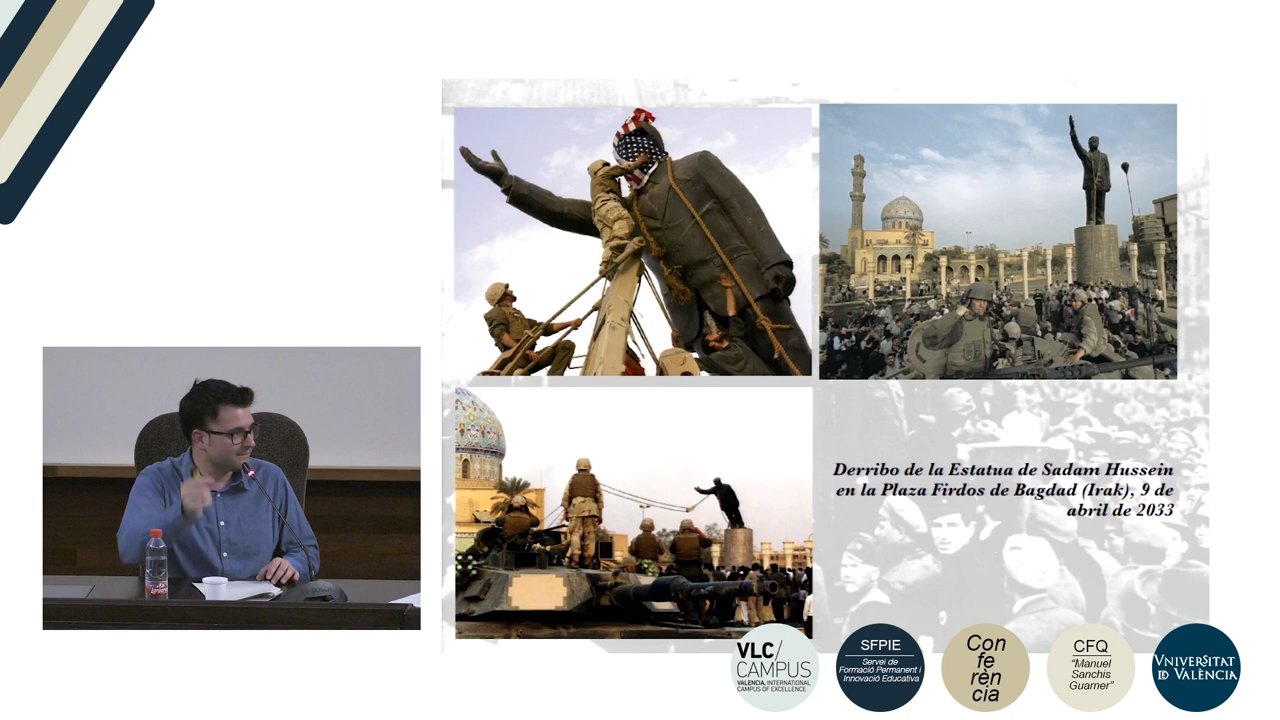 Derribo de la Estatua de Sadam Hussein
en la Plaza Firdos de Bagdad (Irak), 9 de
abril de 2033
VLC/
CAMPUS
VALENCIA, INTERNATIONAL
CAMPUS OF EXCELLENCE
SFPIE
Servei de
Formació Permanent i
Innovació Educativa
Con
fe
rèn
cia
CFQ
"Manuel
Sanchis
Guarner"
VNIVERSITAT
ID VALÈNCIA